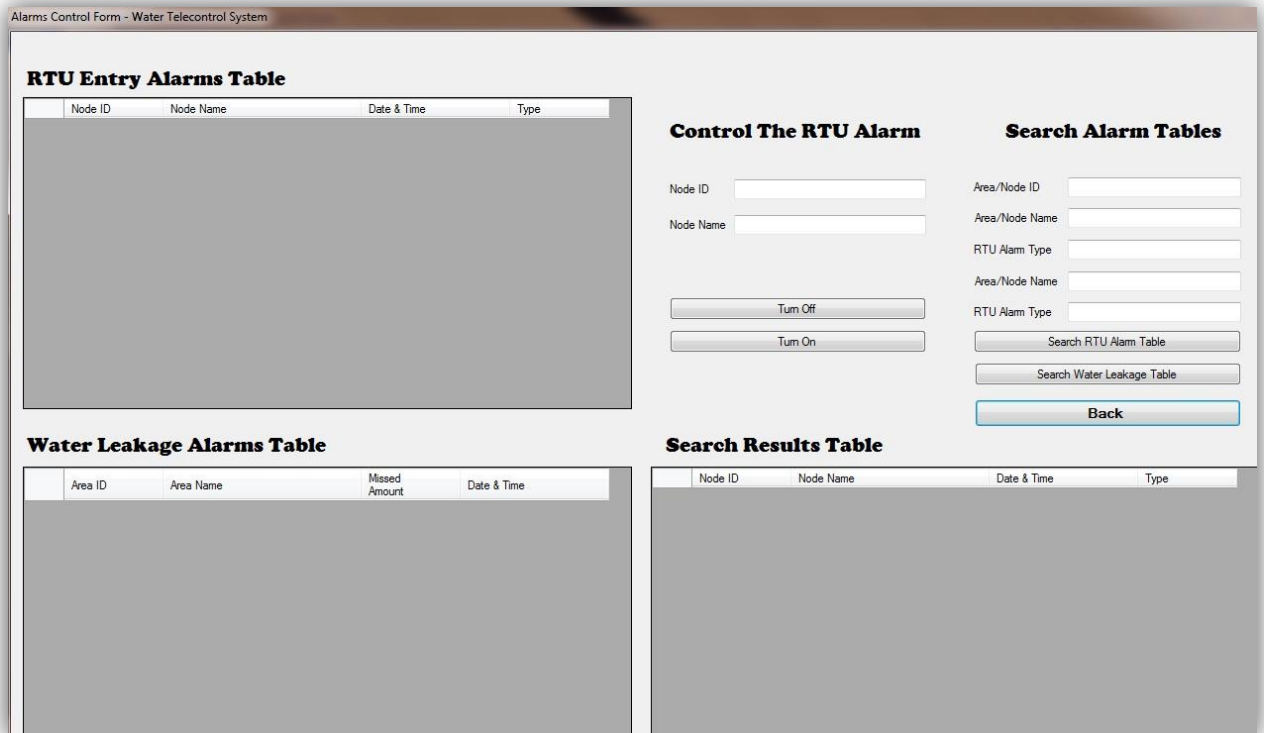 Alarms Control Form - Water Telecontrol System
RTU Entry Alarms Table
Node ID Node Name Date & Time Type
Control The RTU Alarm
Node ID
Node Name
Turn Off
Turn On
Search Alarm Tables
Area/Node ID
Area/Node Name
RTU Alarm Type
Area/Node Name
RTU Alarm Type
Search RTU Alarm Table
Search Water Leakage Table
Back
Water Leakage Alarms Table
Area ID Area Name Missed Amount Date & Time
Search Results Table
Node ID Node Name Date & Time Type